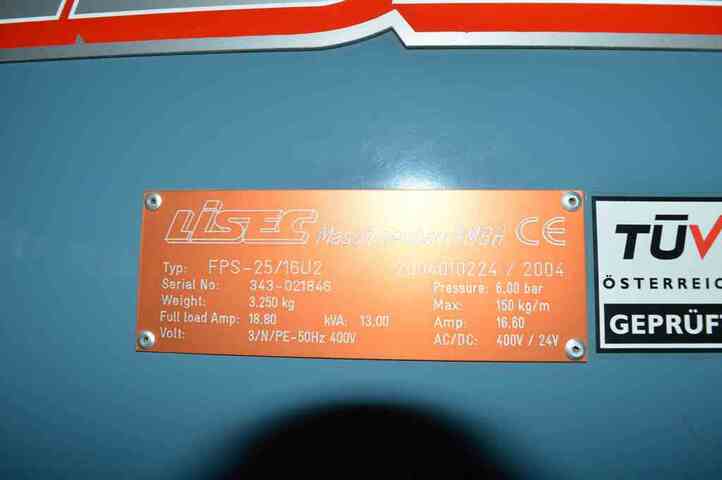 LiSEC Maschinenbau GMBH CE
Typ: FPS-25/16U2 2004010224 / 2004
Serial No: 343-021846 Pressure: 6,00 bar
Weight: 3.250 kg Max: 150 kg/m
Full load Amp: 18,80 kVA: 13,00 Amp: 16,60
Volt: 3/N/PE-50Hz 400V AC/DC: 400V / 24V
TÜV
ÖSTERREICH
GEPRÜFT